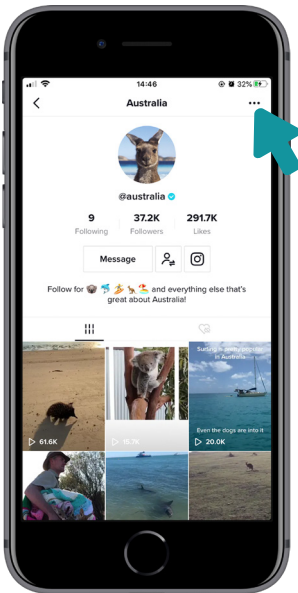 14:46
32%
Australia
@australia
9
37.2K
291.7K
Following
Followers
Likes
Message
Follow for 🐨 🐬 🏄 🦘 🏖 and everything else that's
great about Australia!
Surfing is pretty popular
in Australia
Even the dogs are into it
61.6K
15.7K
20.0K